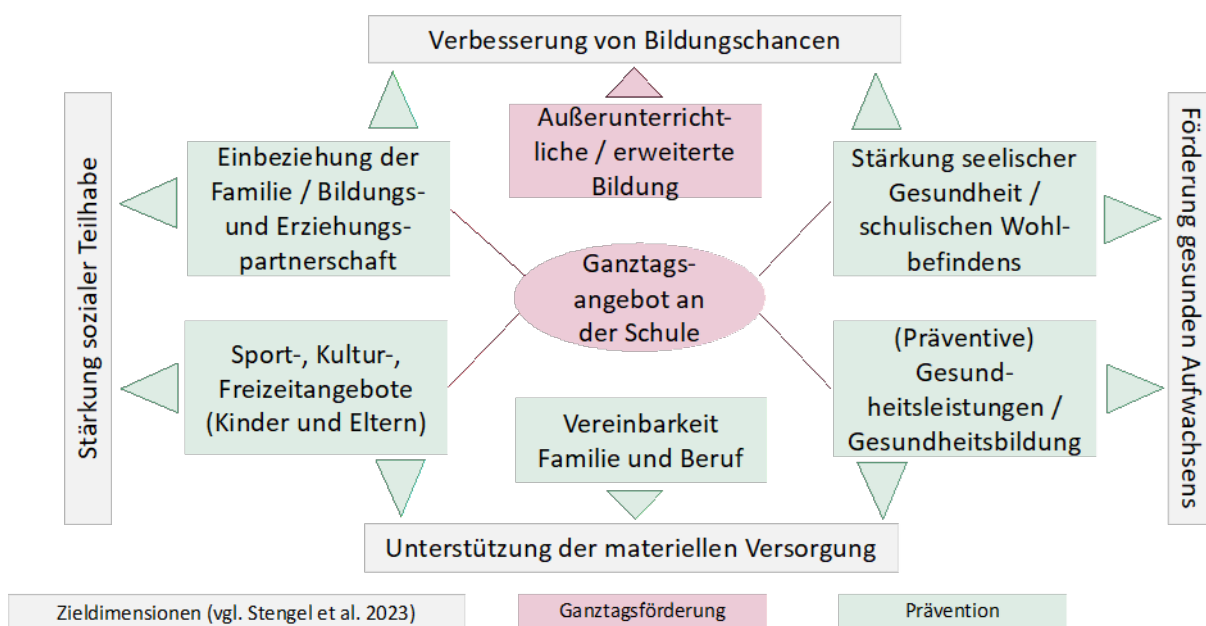 Verbesserung von Bildungschancen
Stärkung sozialer Teilhabe
Einbeziehung der
Familie / Bildungs-
und Erziehungs-
partnerschaft
Außerunterricht-
liche / erweiterte
Bildung
Stärkung seelischer
Gesundheit /
schulischen Wohl-
befindens
Förderung gesunden Aufwachsens
Ganztags-
angebot an
der Schule
Sport-, Kultur-,
Freizeitangebote
(Kinder und Eltern)
Vereinbarkeit
Familie und Beruf
(Präventive)
Gesund-
heitsleistungen /
Gesundheitsbildung
Unterstützung der materiellen Versorgung
Zieldimensionen (vgl. Stengel et al. 2023)
Ganztagsförderung
Prävention